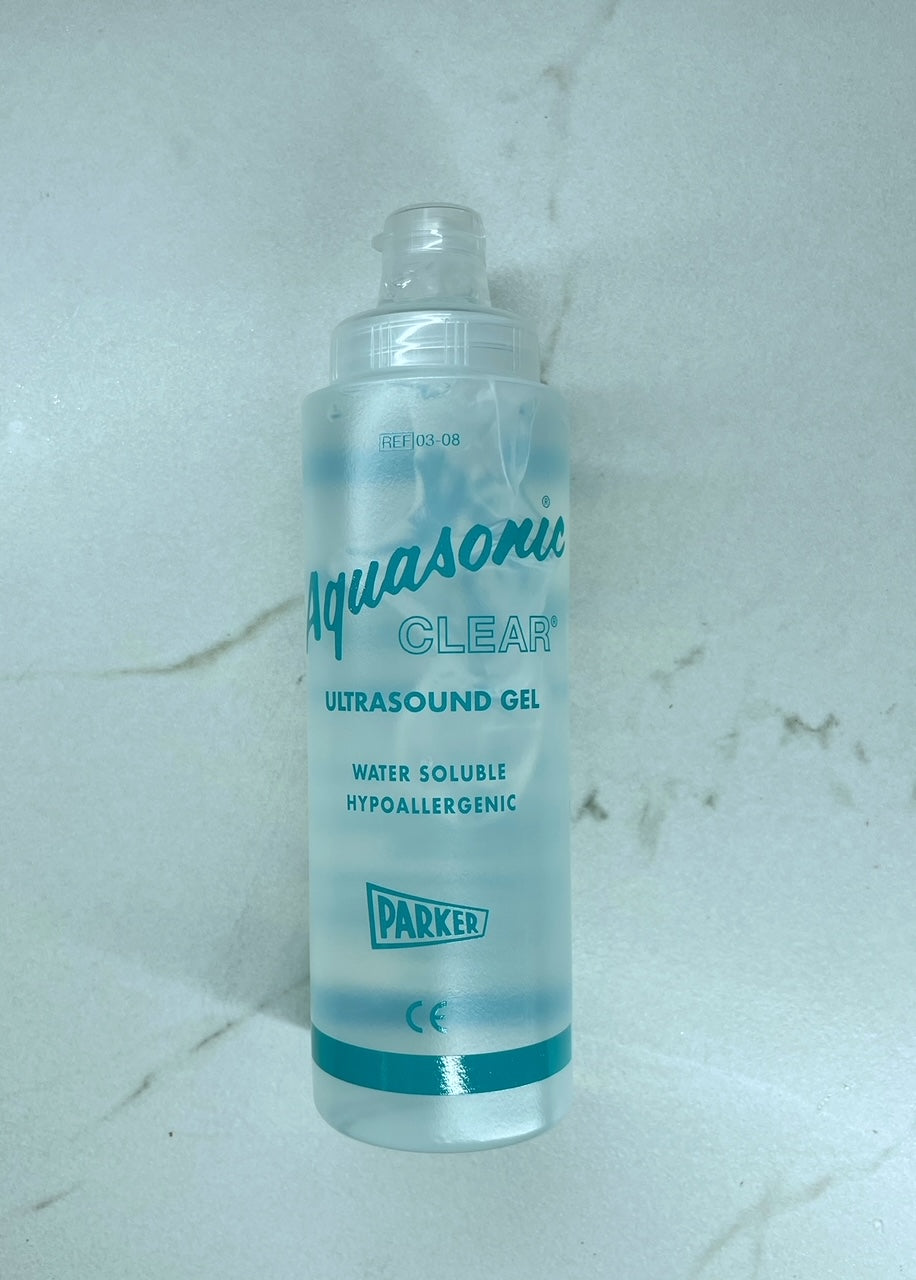 REF 03-08
Aquasonic®
CLEAR®
ULTRASOUND GEL
WATER SOLUBLE
HYPOALLERGENIC
PARKER
CE